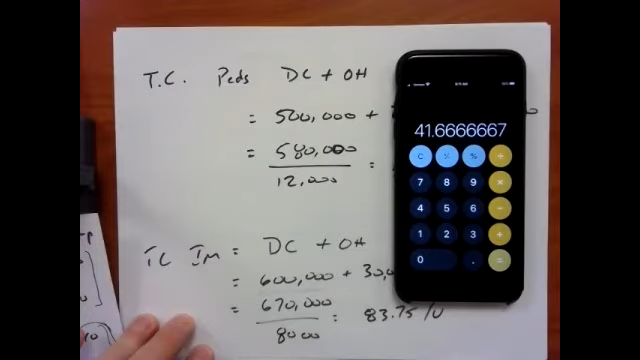 T.C. Peds DC + OH
= 500,000 +
= 580,000
12,000 =
TC IM = DC + OH
= 600,000 + 30,0
= 670,000
8000 = 83.75 /U
41.6666667
C % ÷
7 8 9 ×
4 5 6 −
1 2 3 +
0 . =